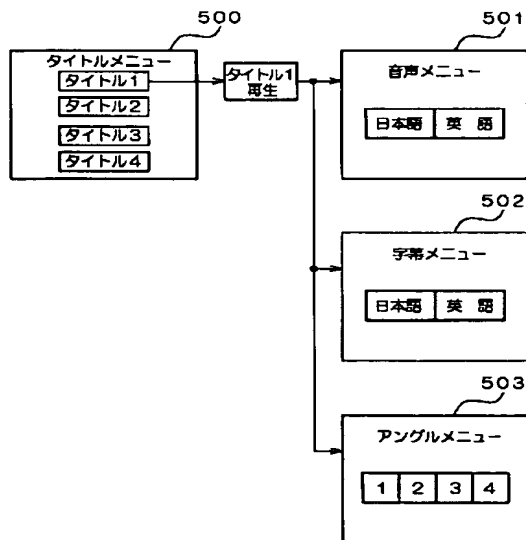 500
タイトルメニュー
タイトル1
タイトル2
タイトル3
タイトル4
タイトル1
再生
501
音声メニュー
日本語 英 語
502
字幕メニュー
日本語 英 語
503
アングルメニュー
1 2 3 4